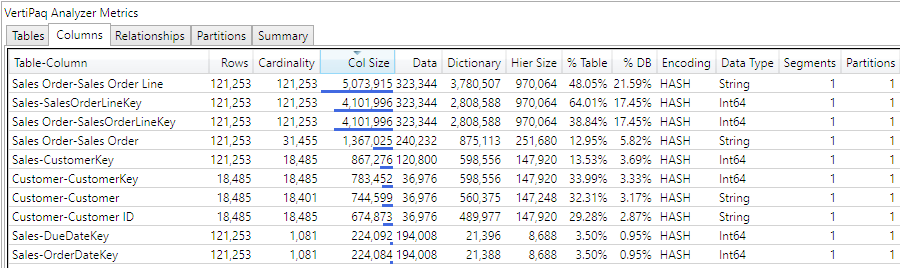 VertiPaq Analyzer Metrics
Tables Columns Relationships Partitions Summary
Table-Column Rows Cardinality Col Size Data Dictionary Hier Size % Table % DB Encoding Data Type Segments Partitions
Sales Order-Sales Order Line 121,253 121,253 5,073,915 323,344 3,780,507 970,064 48.05% 21.59% HASH String 1 1
Sales-SalesOrderLineKey 121,253 121,253 4,101,996 323,344 2,808,588 970,064 64.01% 17.45% HASH Int64 1 1
Sales Order-SalesOrderLineKey 121,253 121,253 4,101,996 323,344 2,808,588 970,064 38.84% 17.45% HASH Int64 1 1
Sales Order-Sales Order 121,253 31,455 1,367,025 240,232 875,113 251,680 12.95% 5.82% HASH String 1 1
Sales-CustomerKey 121,253 18,485 867,276 120,800 598,556 147,920 13.53% 3.69% HASH Int64 1 1
Customer-CustomerKey 18,485 18,485 783,452 36,976 598,556 147,920 33.99% 3.33% HASH Int64 1 1
Customer-Customer 18,485 18,401 744,599 36,976 560,375 147,248 32.31% 3.17% HASH String 1 1
Customer-Customer ID 18,485 18,485 674,873 36,976 489,977 147,920 29.28% 2.87% HASH String 1 1
Sales-DueDateKey 121,253 1,081 224,092 194,008 21,396 8,688 3.50% 0.95% HASH Int64 1 1
Sales-OrderDateKey 121,253 1,081 224,084 194,008 21,388 8,688 3.50% 0.95% HASH Int64 1 1